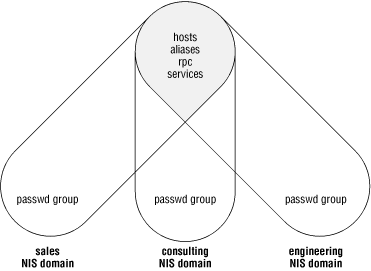 hosts
aliases
rpc
services
passwd group
passwd group
passwd group
sales
NIS domain
consulting
NIS domain
engineering
NIS domain